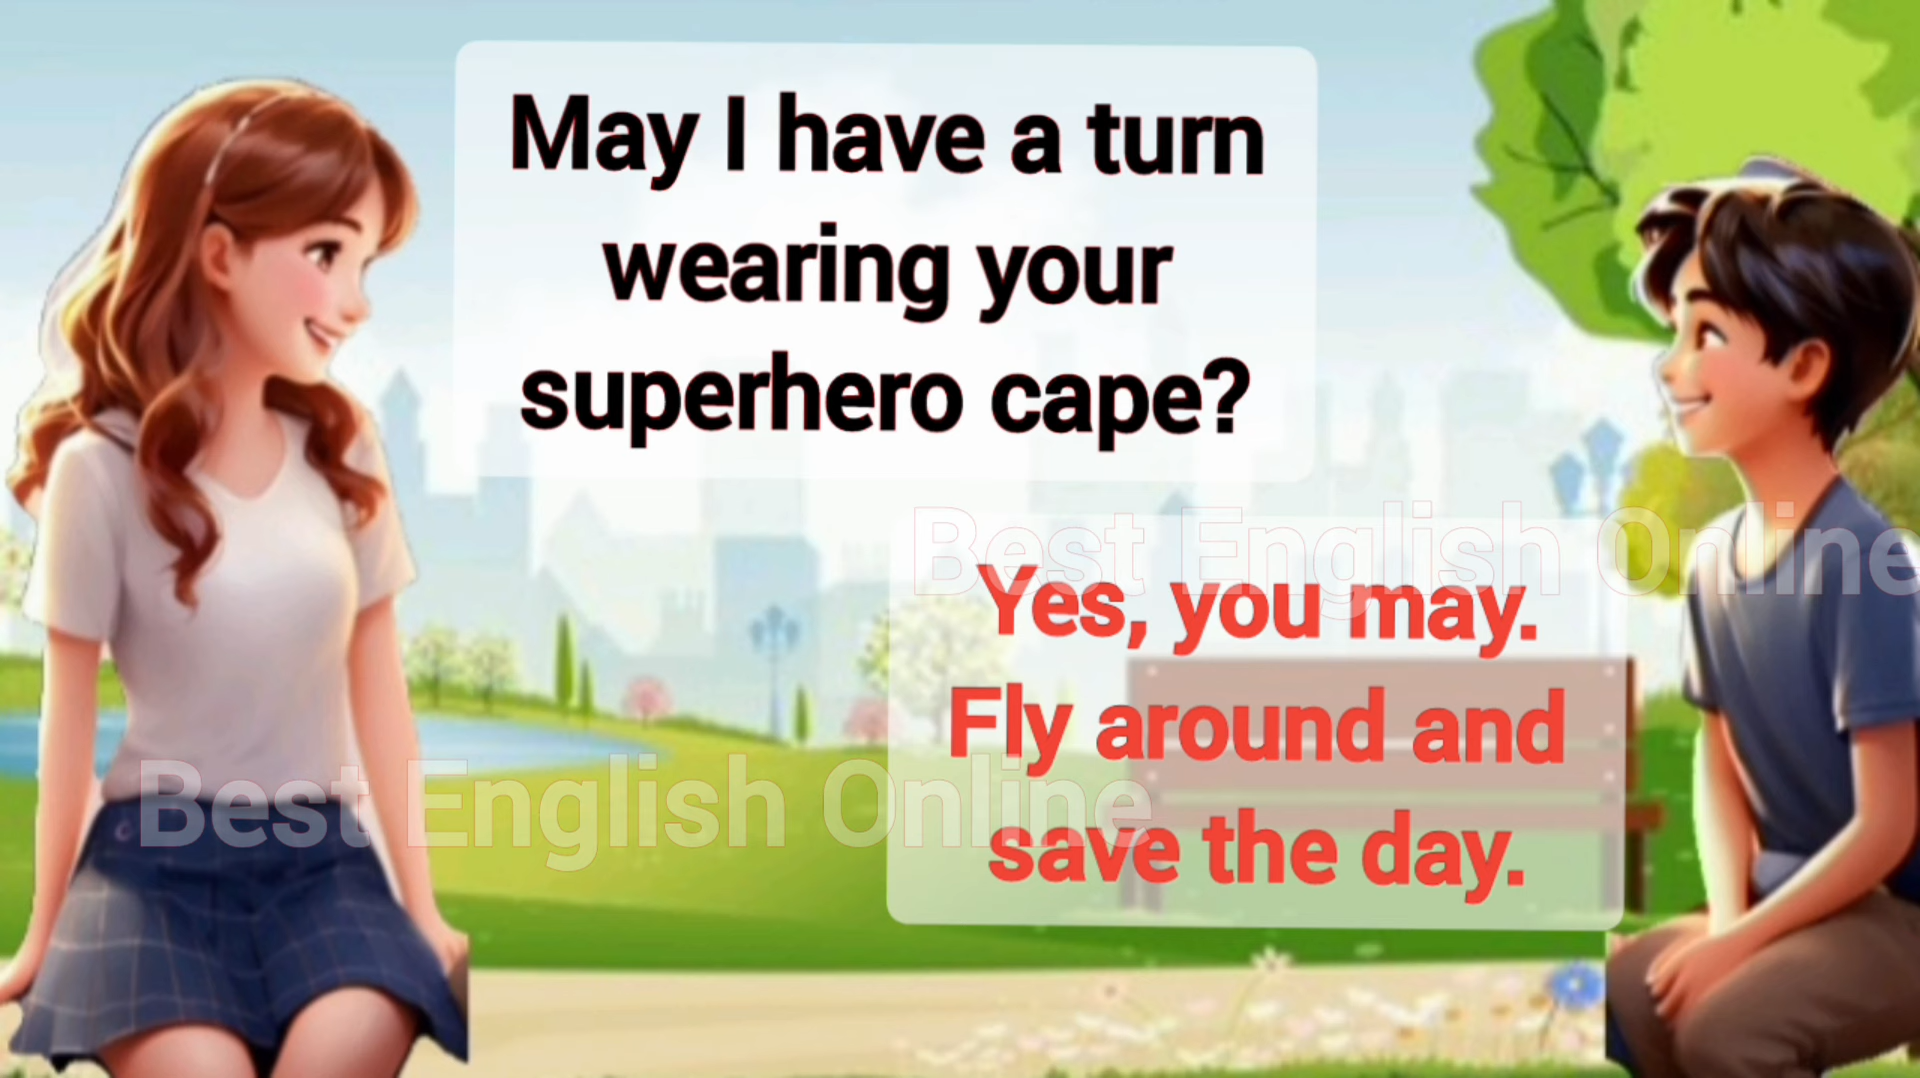 May I have a turn
wearing your
superhero cape?
Best English Online
Yes, you may.
Fly around and
Best English Online
save the day.